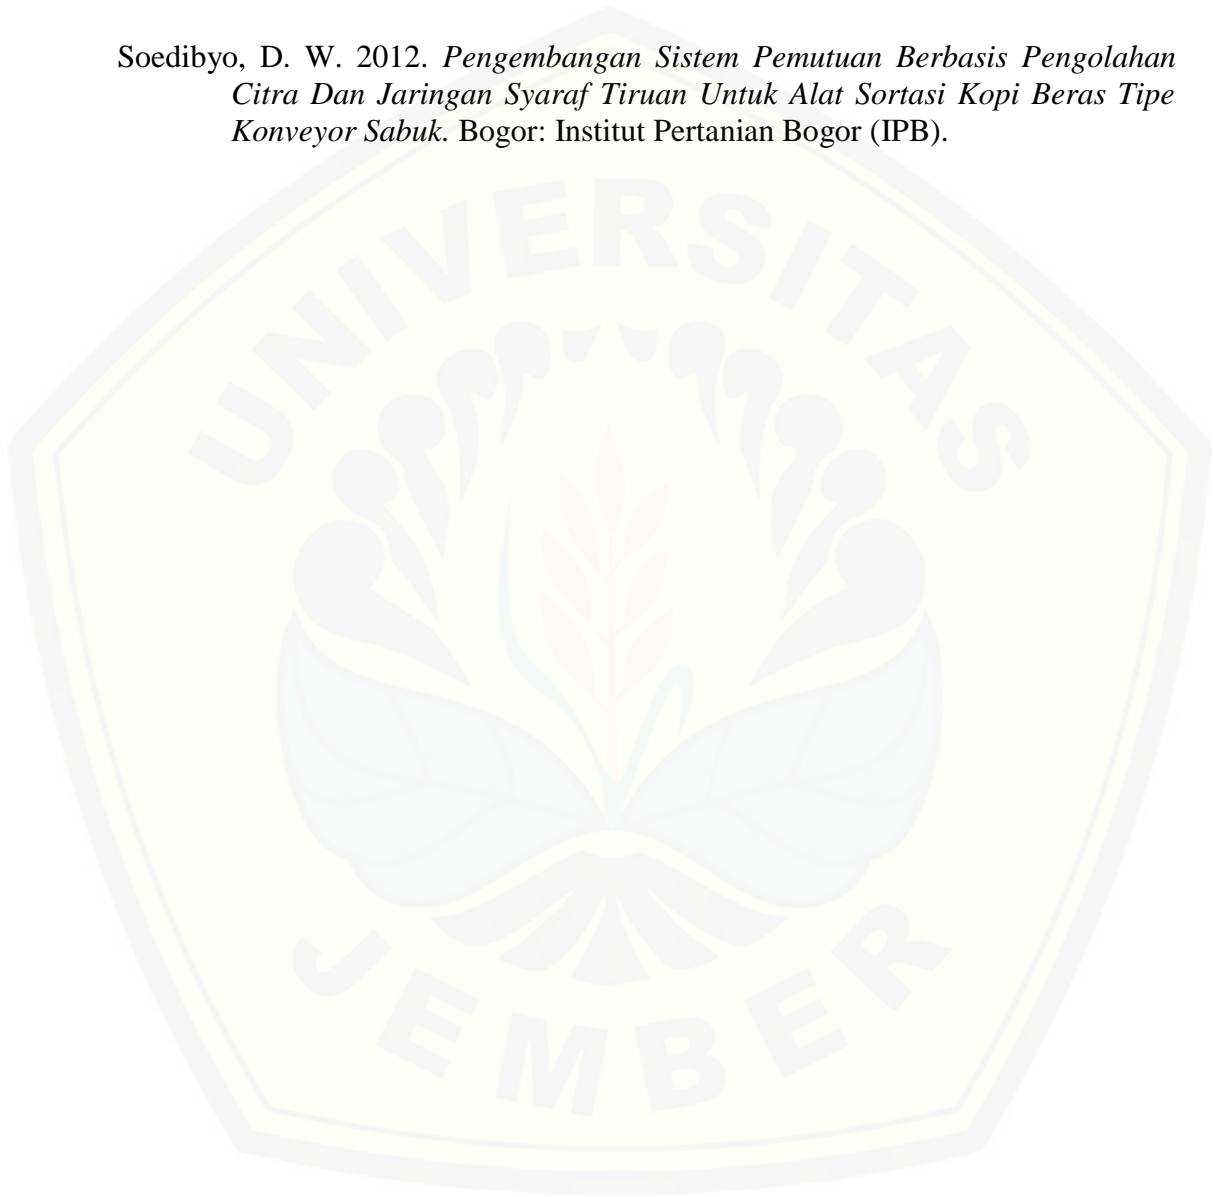 Soedibyo, D. W. 2012. Pengembangan Sistem Pemutuan Berbasis Pengolahan
Citra Dan Jaringan Syaraf Tiruan Untuk Alat Sortasi Kopi Beras Tipe
Konveyor Sabuk. Bogor: Institut Pertanian Bogor (IPB).
UNIVERSITAS
JEMBER